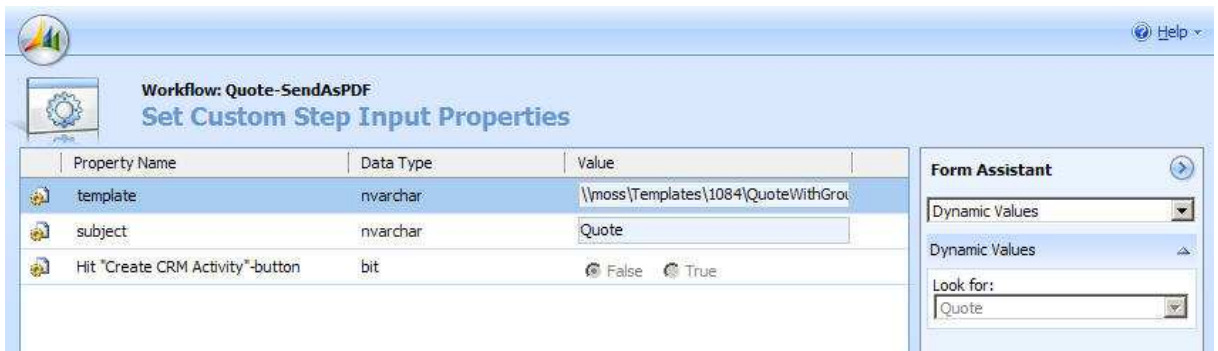 Help
Workflow: Quote-SendAsPDF
Set Custom Step Input Properties
Property Name Data Type Value
template nvarchar \\moss\Templates\1084\QuoteWithGrou
subject nvarchar Quote
Hit "Create CRM Activity"-button bit False True
Form Assistant
Dynamic Values
Dynamic Values
Look for:
Quote